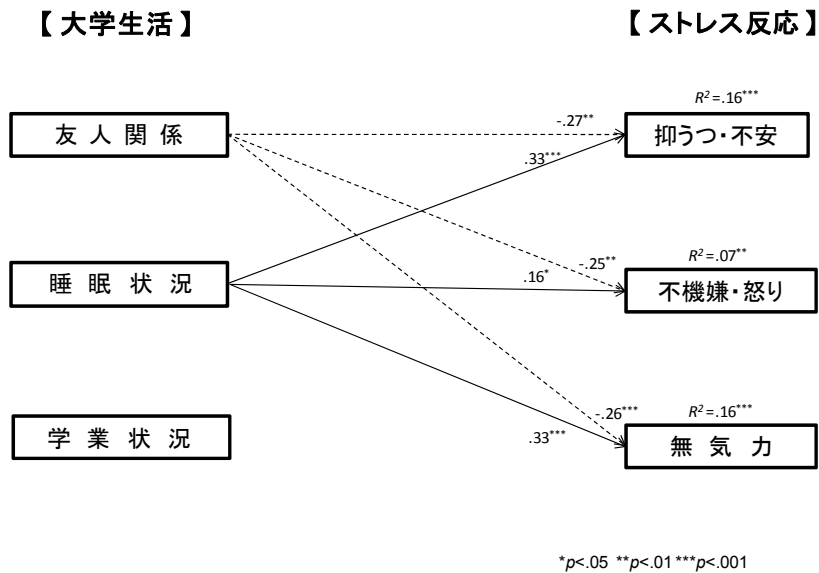 【 大学生活 】
【 ストレス反応 】
R²=.16***
友 人 関 係
-.27**
抑うつ・不安
.33***
R²=.07**
-.25**
睡 眠 状 況
.16*
不機嫌・怒り
R²=.16***
-.26***
学 業 状 況
.33***
無 気 力
*p<.05 **p<.01 ***p<.001